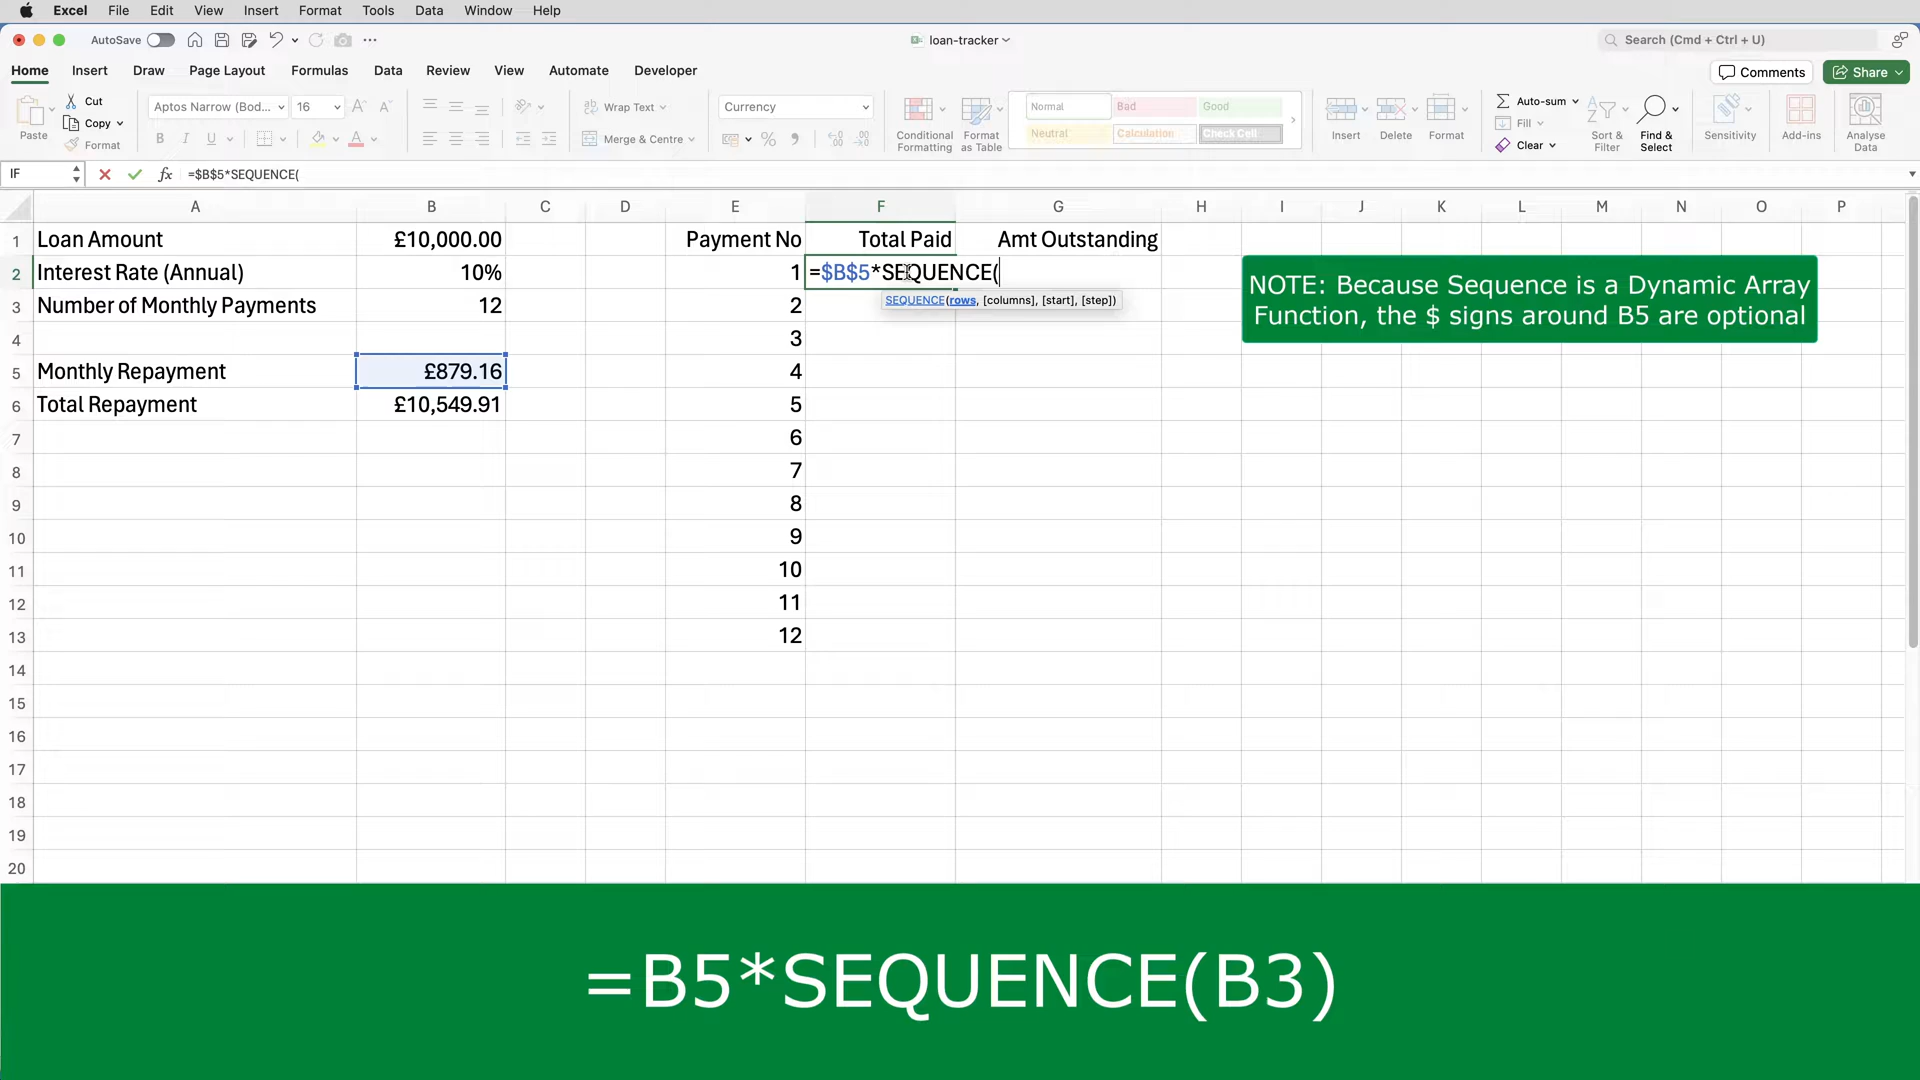 Excel File Edit View Insert Format Tools Data Window Help
AutoSave loan-tracker Search (Cmd + Ctrl + U)
Home Insert Draw Page Layout Formulas Data Review View Automate Developer Comments Share
Paste Cut Copy Format
Aptos Narrow (Bod... 16 A A
B I U A
Wrap Text
Merge & Centre
Currency
% ,
Conditional Formatting
Format as Table
Normal Bad Good
Neutral Calculation Check Cell
Insert Delete Format
Auto-sum
Fill
Clear
Sort & Filter
Find & Select
Sensitivity
Add-ins
Analyse Data
IF fx =$B$5*SEQUENCE(
A B C D E F G H I J K L M N O P
1 Loan Amount £10,000.00 Payment No Total Paid Amt Outstanding
2 Interest Rate (Annual) 10% 1 =$B$5*SEQUENCE(
SEQUENCE(rows, [columns], [start], [step])
NOTE: Because Sequence is a Dynamic Array
Function, the $ signs around B5 are optional
3 Number of Monthly Payments 12 2
4 3
5 Monthly Repayment £879.16 4
6 Total Repayment £10,549.91 5
7 6
8 7
9 8
10 9
11 10
12 11
13 12
14
15
16
17
18
19
20
=B5*SEQUENCE(B3)